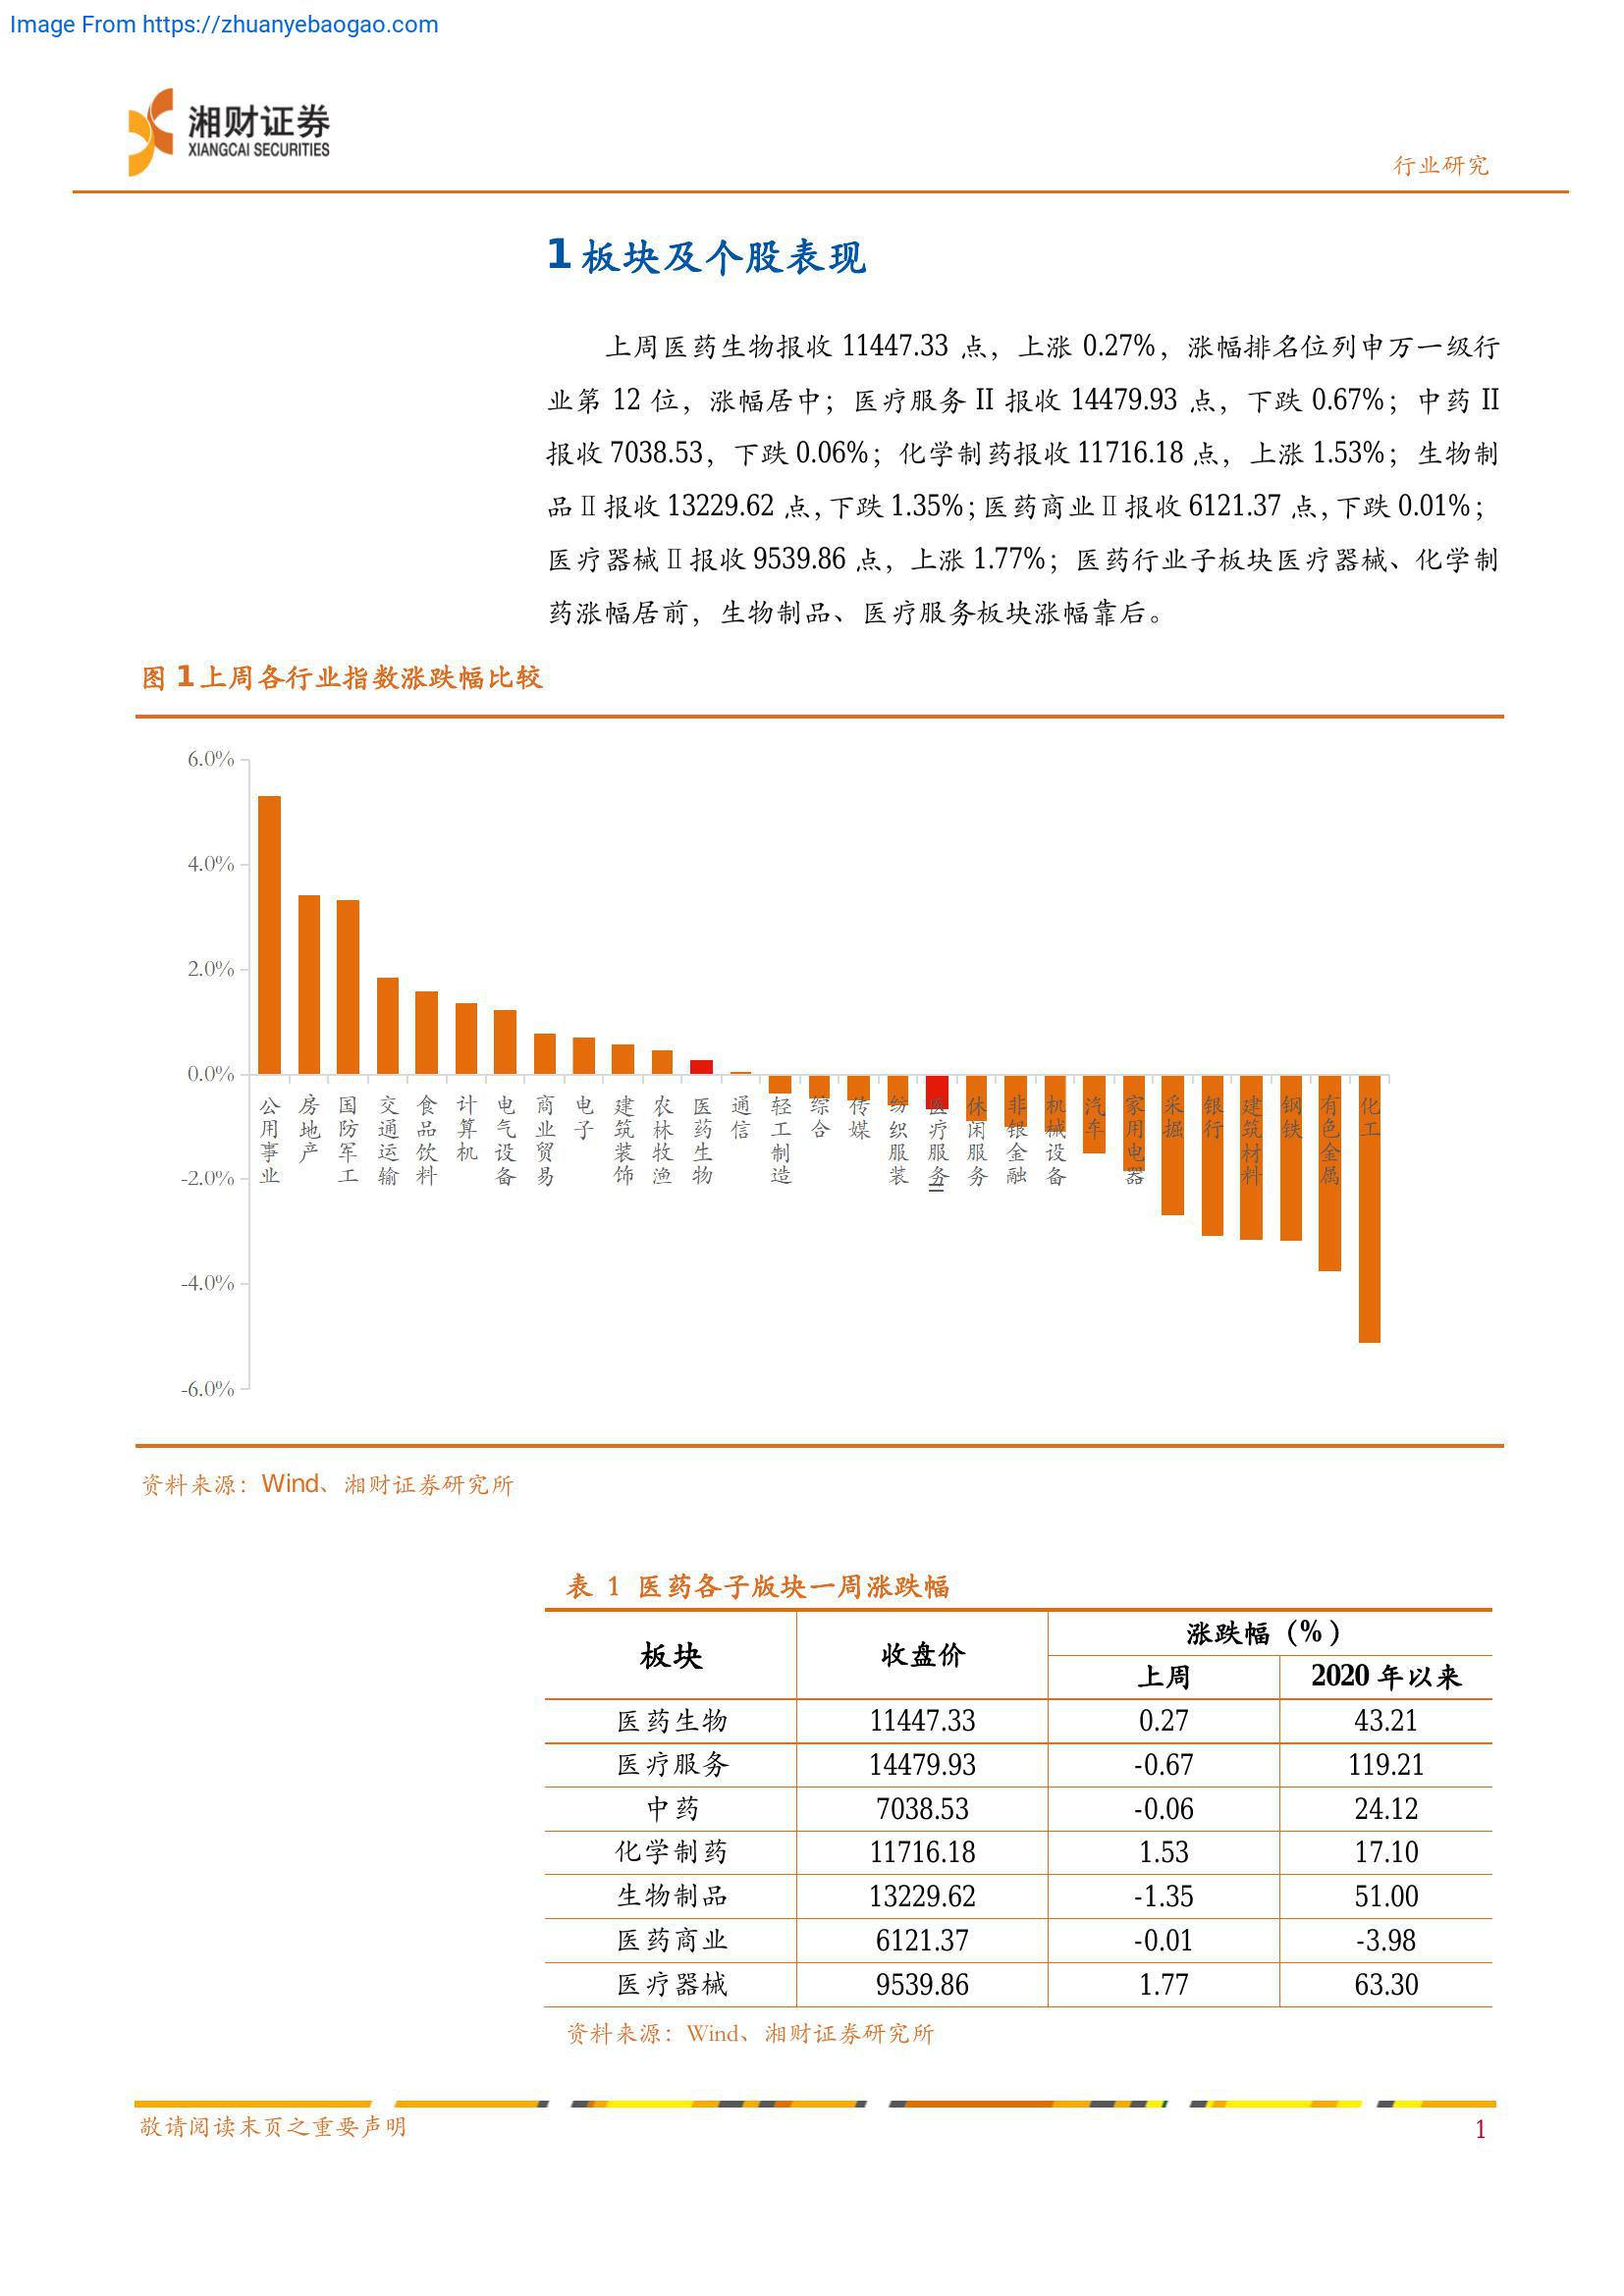 Image From https://zhuanyebaogao.com
湘财证券
XIANGCAI SECURITIES
行业研究
1 板块及个股表现
上周医药生物报收 11447.33 点，上涨 0.27%，涨幅排名位列申万一级行
业第 12 位，涨幅居中；医疗服务 II 报收 14479.93 点，下跌 0.67%；中药 II
报收 7038.53，下跌 0.06%；化学制药报收 11716.18 点，上涨 1.53%；生物制
品Ⅱ报收 13229.62 点，下跌 1.35%；医药商业Ⅱ报收 6121.37 点，下跌 0.01%；
医疗器械Ⅱ报收 9539.86 点，上涨 1.77%；医药行业子板块医疗器械、化学制
药涨幅居前，生物制品、医疗服务板块涨幅靠后。
图 1 上周各行业指数涨跌幅比较
6.0%
4.0%
2.0%
0.0%
-2.0%
-4.0%
-6.0%
公用事业
房地产
国防军工
交通运输
食品饮料
计算机
电气设备
商业贸易
电子
建筑装饰
农林牧渔
医药生物
通信
轻工制造
综合
传媒
纺织服装
医疗服务II
休闲服务
非银金融
机械设备
汽车
家用电器
采掘
银行
建筑材料
钢铁
有色金属
化工
资料来源：Wind、湘财证券研究所
表 1 医药各子版块一周涨跌幅
板块 收盘价 涨跌幅（%）
上周 2020 年以来
医药生物 11447.33 0.27 43.21
医疗服务 14479.93 -0.67 119.21
中药 7038.53 -0.06 24.12
化学制药 11716.18 1.53 17.10
生物制品 13229.62 -1.35 51.00
医药商业 6121.37 -0.01 -3.98
医疗器械 9539.86 1.77 63.30
资料来源：Wind、湘财证券研究所
敬请阅读末页之重要声明
1